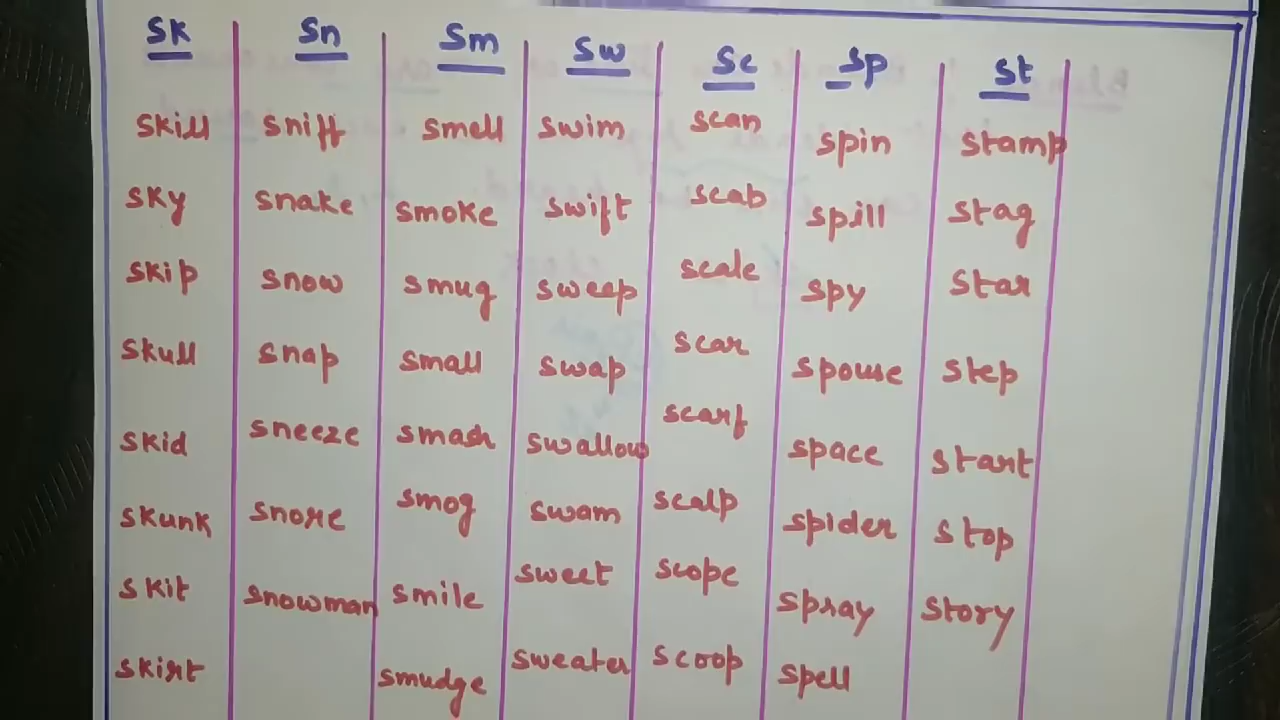 sk sn sm sw sc sp st
skill sniff smell swim scan spin stamp
sky snake smoke swift scab spill stag
skip snow smug sweep scale spy star
skull snap small swap scar spouse step
skid sneeze smash swallow scarf space start
skunk snore smog swam scalp spider stop
skit snowman smile sweet scope spray story
skirt smudge sweater scoop spell